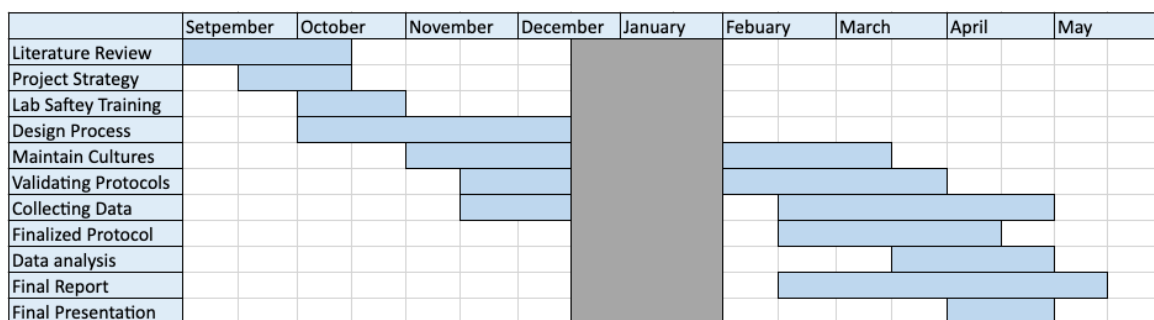 Setpember October November December January Febuary March April May
Literature Review
Project Strategy
Lab Saftey Training
Design Process
Maintain Cultures
Validating Protocols
Collecting Data
Finalized Protocol
Data analysis
Final Report
Final Presentation